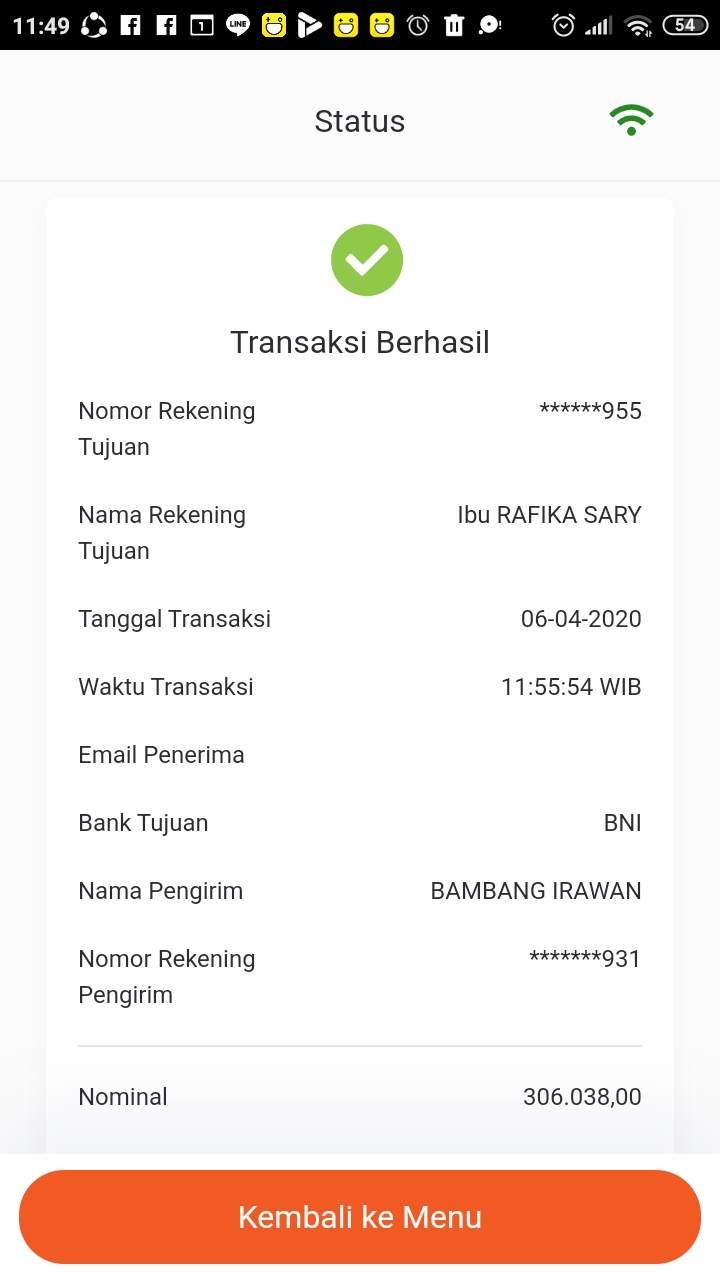 11:49
1
LINE
54
Status
Transaksi Berhasil
Nomor Rekening Tujuan ******955
Nama Rekening Tujuan Ibu RAFIKA SARY
Tanggal Transaksi 06-04-2020
Waktu Transaksi 11:55:54 WIB
Email Penerima
Bank Tujuan BNI
Nama Pengirim BAMBANG IRAWAN
Nomor Rekening Pengirim *******931
Nominal 306.038,00
Kembali ke Menu